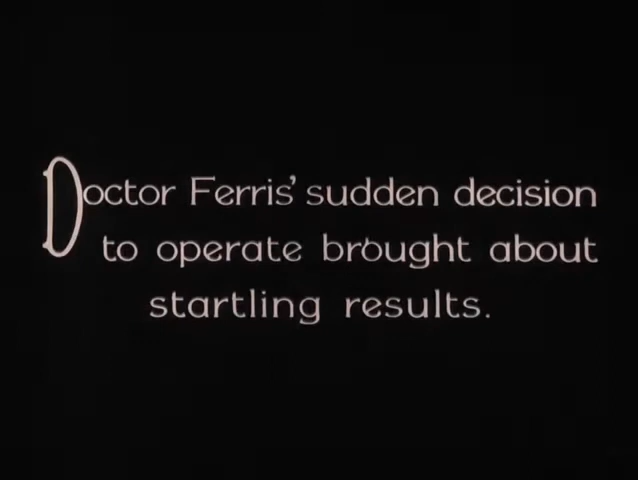 Doctor Ferris' sudden decision
to operate brought about
startling results.